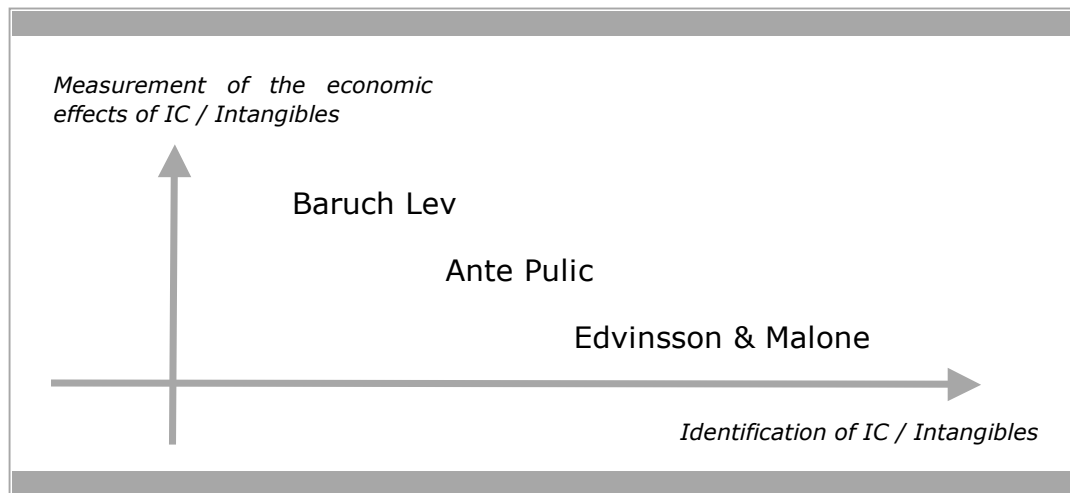 Measurement of the economic
effects of IC / Intangibles
Baruch Lev
Ante Pulic
Edvinsson & Malone
Identification of IC / Intangibles